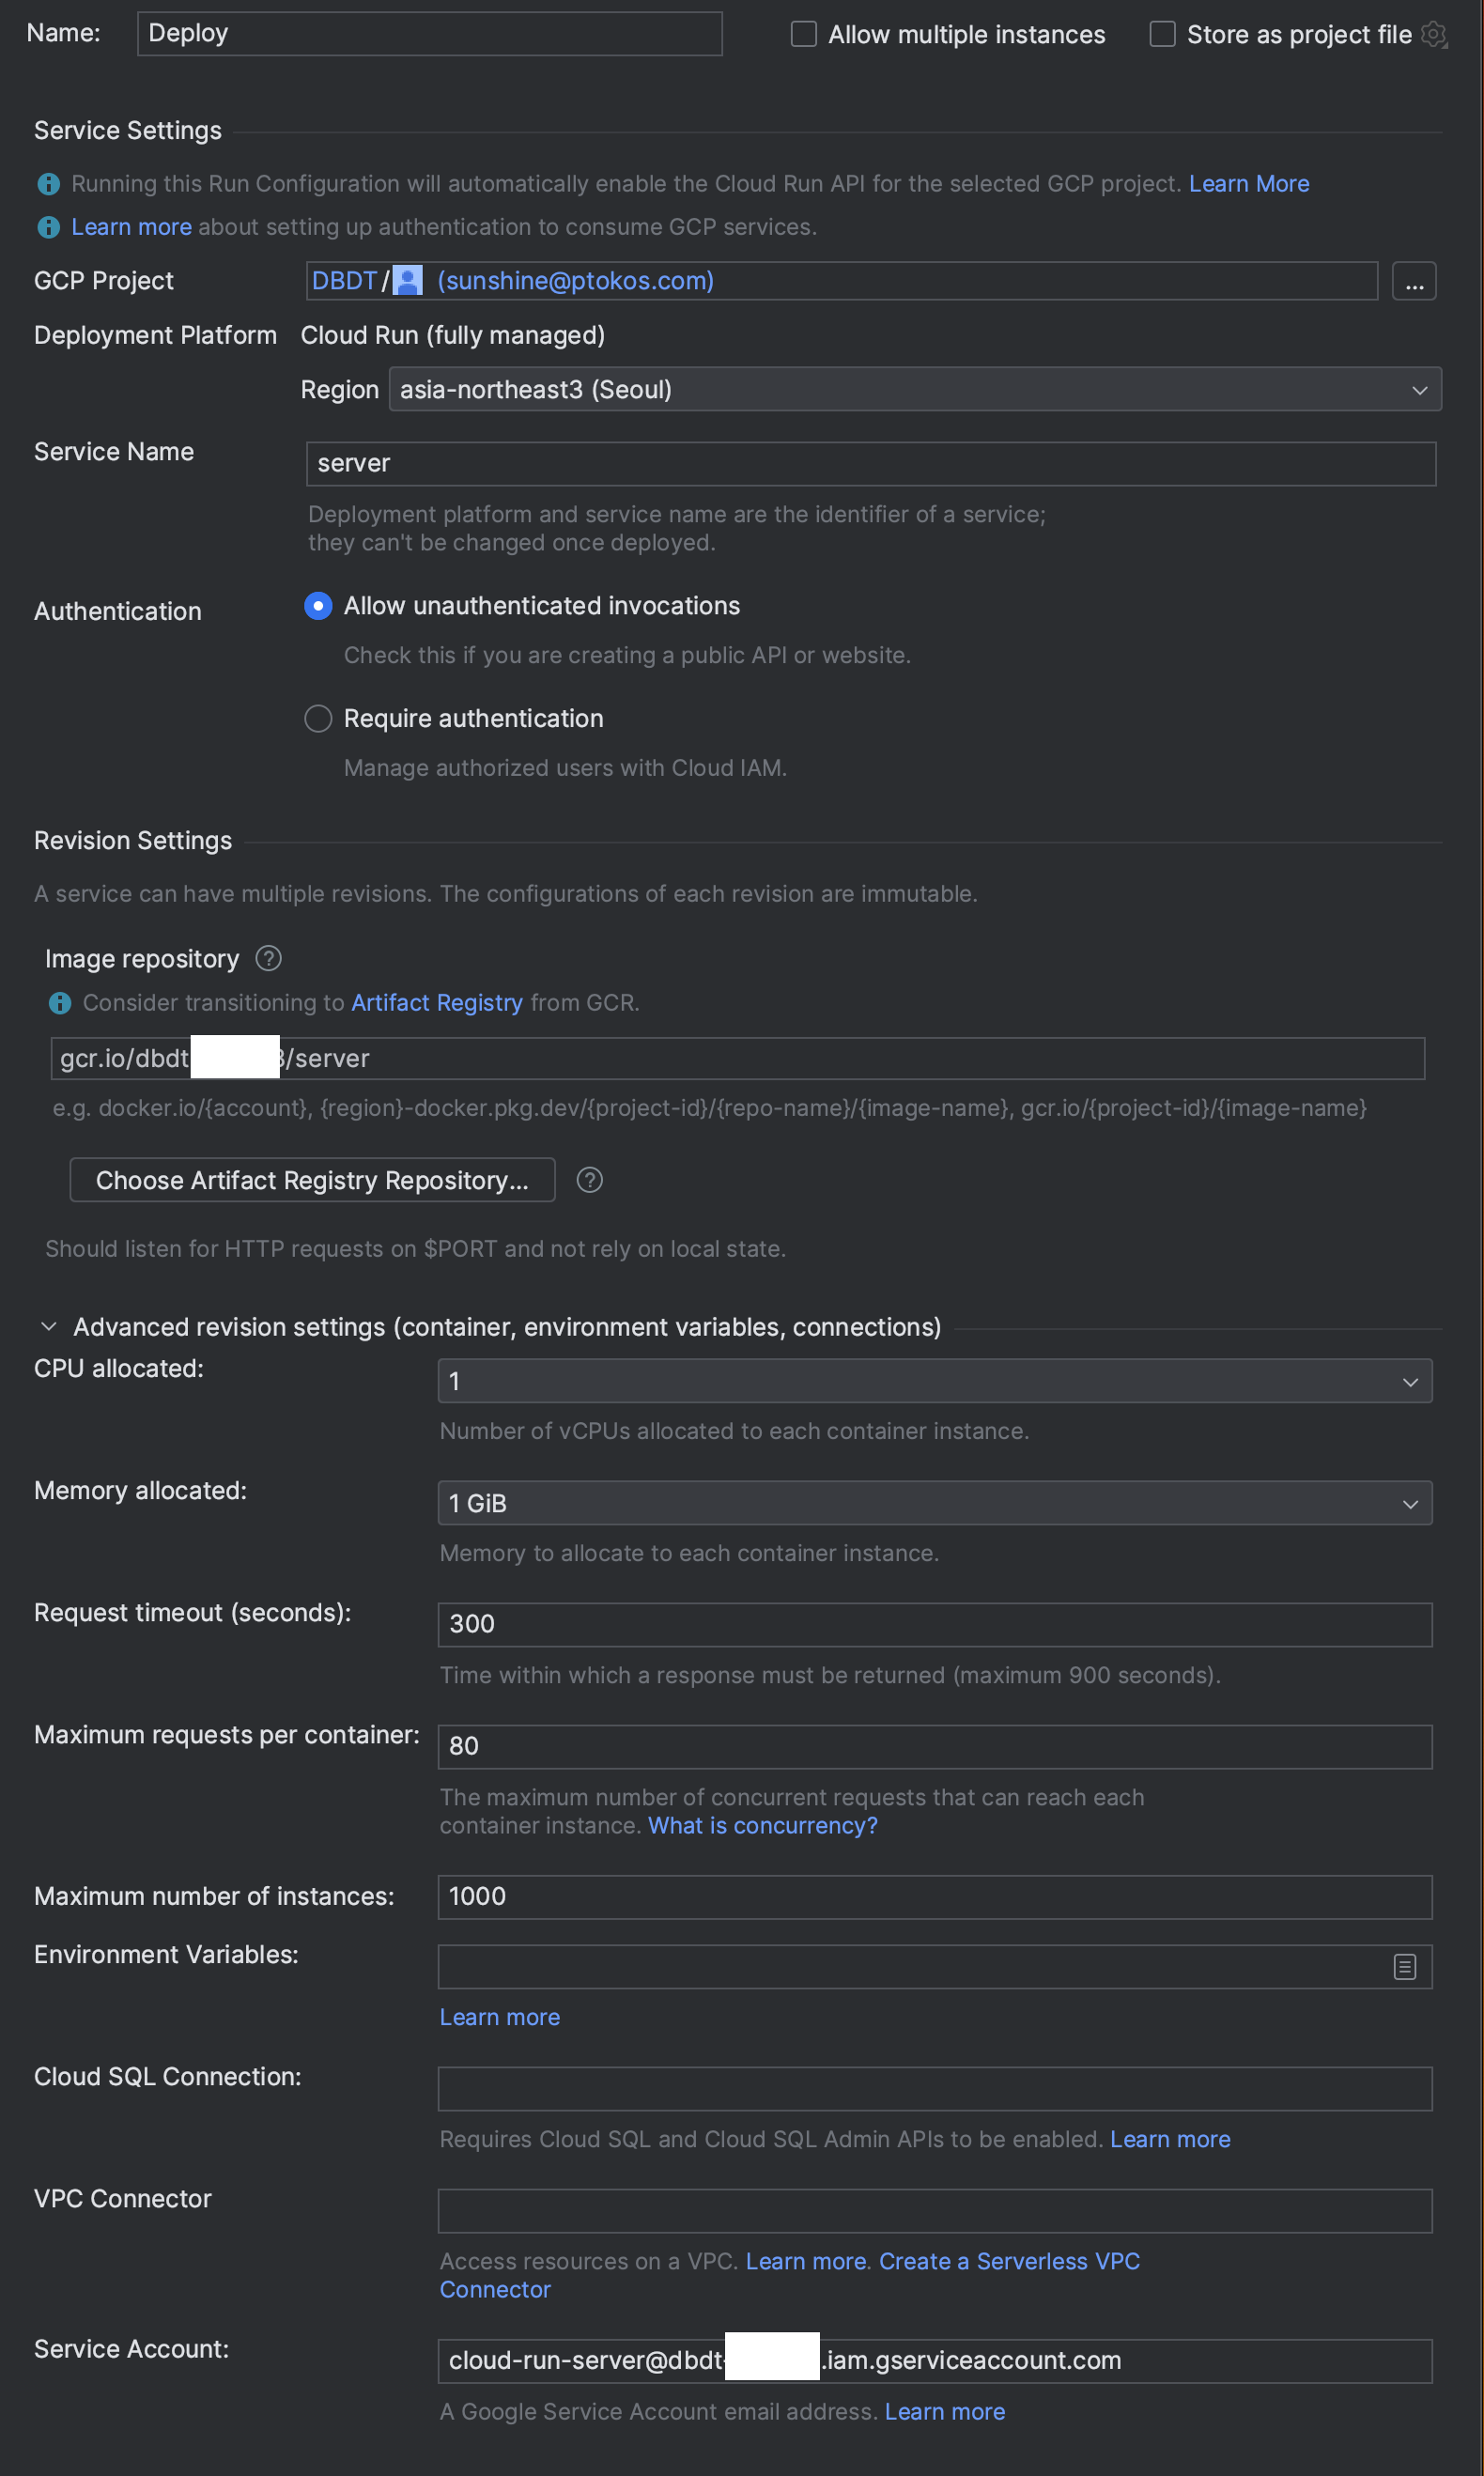 Name: Deploy Allow multiple instances Store as project file
Service Settings
Running this Run Configuration will automatically enable the Cloud Run API for the selected GCP project. Learn More
Learn more about setting up authentication to consume GCP services.
GCP Project DBDT/ (sunshine@ptokos.com) ...
Deployment Platform Cloud Run (fully managed)
Region asia-northeast3 (Seoul)
Service Name server
Deployment platform and service name are the identifier of a service;
they can't be changed once deployed.
Authentication Allow unauthenticated invocations
Check this if you are creating a public API or website.
Require authentication
Manage authorized users with Cloud IAM.
Revision Settings
A service can have multiple revisions. The configurations of each revision are immutable.
Image repository ?
Consider transitioning to Artifact Registry from GCR.
gcr.io/dbdt /server
e.g. docker.io/{account}, {region}-docker.pkg.dev/{project-id}/{repo-name}/{image-name}, gcr.io/{project-id}/{image-name}
Choose Artifact Registry Repository... ?
Should listen for HTTP requests on $PORT and not rely on local state.
Advanced revision settings (container, environment variables, connections)
CPU allocated: 1
Number of vCPUs allocated to each container instance.
Memory allocated: 1 GiB
Memory to allocate to each container instance.
Request timeout (seconds): 300
Time within which a response must be returned (maximum 900 seconds).
Maximum requests per container: 80
The maximum number of concurrent requests that can reach each
container instance. What is concurrency?
Maximum number of instances: 1000
Environment Variables:
Learn more
Cloud SQL Connection:
Requires Cloud SQL and Cloud SQL Admin APIs to be enabled. Learn more
VPC Connector
Access resources on a VPC. Learn more. Create a Serverless VPC
Connector
Service Account: cloud-run-server@dbdt- .iam.gserviceaccount.com
A Google Service Account email address. Learn more